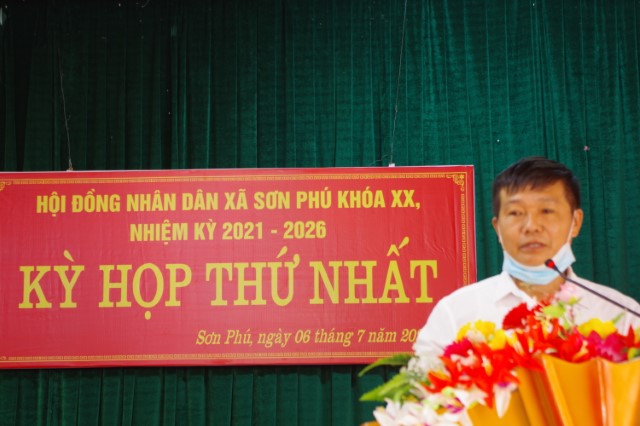 HỘI ĐỒNG NHÂN DÂN XÃ SƠN PHÚ KHÓA XX,
NHIỆM KỲ 2021 - 2026
KỲ HỌP THỨ NHẤT
Sơn Phú, ngày 06 tháng 7 năm